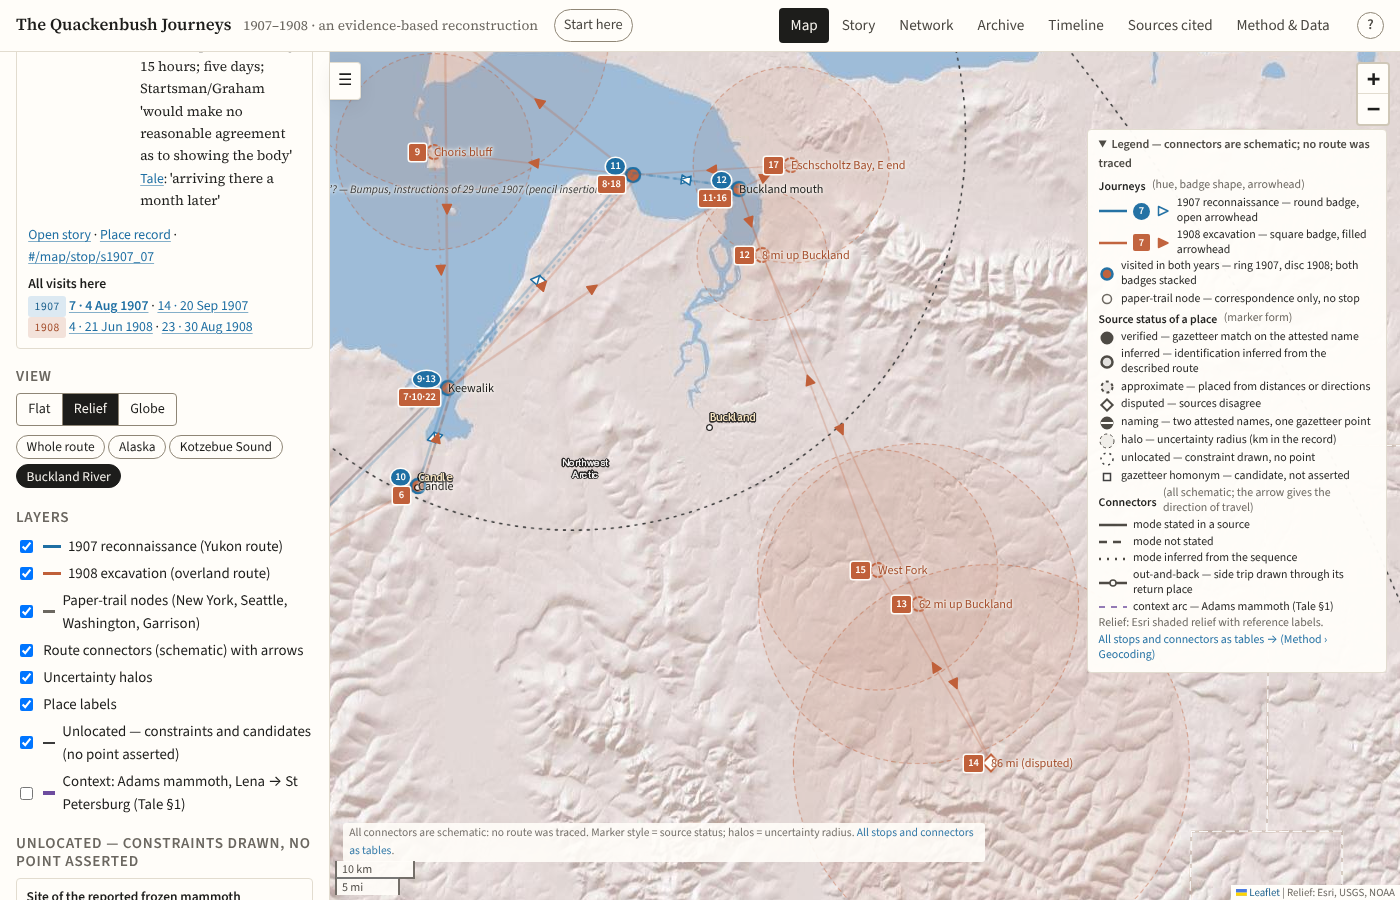 The Quackenbush Journeys 1907–1908 · an evidence-based reconstruction Start here Map Story Network Archive Timeline Sources cited Method & Data ?
15 hours; five days;
Startsman/Graham
'would make no
reasonable agreement
as to showing the body'
Tale: 'arriving there a
month later'
Open story · Place record ·
#/map/stop/s1907_07
All visits here
1907 7 · 4 Aug 1907 · 14 · 20 Sep 1907
1908 4 · 21 Jun 1908 · 23 · 30 Aug 1908
VIEW
Flat Relief Globe
Whole route Alaska Kotzebue Sound
Buckland River
LAYERS
1907 reconnaissance (Yukon route)
1908 excavation (overland route)
Paper-trail nodes (New York, Seattle,
Washington, Garrison)
Route connectors (schematic) with arrows
Uncertainty halos
Place labels
Unlocated — constraints and candidates
(no point asserted)
Context: Adams mammoth, Lena → St
Petersburg (Tale §1)
UNLOCATED — CONSTRAINTS DRAWN, NO
POINT ASSERTED
Site of the reported frozen mammoth
☰
9 Choris bluff
11
8·18
'? — Bumpus, instructions of 29 June 1907 (pencil insertion
17 Eschscholtz Bay, E end
12
Buckland mouth
11·16
12 8 mi up Buckland
9·13
Keewalik
7·10·22
Buckland
Northwest
Arctic
10 Candle
Candle
6
15 West Fork
13 62 mi up Buckland
14 86 mi (disputed)
+
−
▼ Legend — connectors are schematic; no route was
traced
Journeys (hue, badge shape, arrowhead)
7 1907 reconnaissance — round badge,
open arrowhead
7 1908 excavation — square badge, filled
arrowhead
visited in both years — ring 1907, disc 1908; both
badges stacked
paper-trail node — correspondence only, no stop
Source status of a place (marker form)
verified — gazetteer match on the attested name
inferred — identification inferred from the
described route
approximate — placed from distances or directions
disputed — sources disagree
naming — two attested names, one gazetteer point
halo — uncertainty radius (km in the record)
unlocated — constraint drawn, no point
gazetteer homonym — candidate, not asserted
Connectors (all schematic; the arrow gives the
direction of travel)
mode stated in a source
mode not stated
mode inferred from the sequence
out-and-back — side trip drawn through its
return place
context arc — Adams mammoth (Tale §1)
Relief: Esri shaded relief with reference labels.
All stops and connectors as tables → (Method ›
Geocoding)
All connectors are schematic: no route was traced. Marker style = source status; halos = uncertainty radius. All stops and connectors
as tables.
10 km
5 mi
Leaflet | Relief: Esri, USGS, NOAA